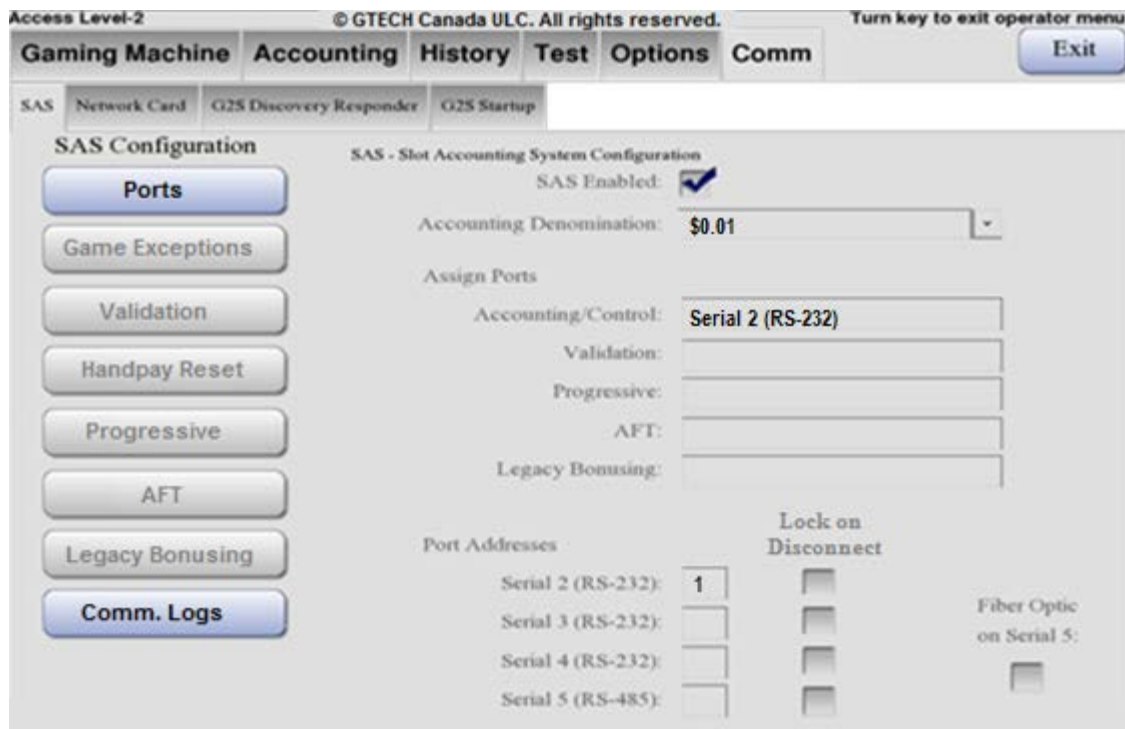 Access Level-2 © GTECH Canada ULC. All rights reserved. Turn key to exit operator menu
Gaming Machine Accounting History Test Options Comm Exit
SAS Network Card G2S Discovery Responder G2S Startup
SAS Configuration
Ports
Game Exceptions
Validation
Handpay Reset
Progressive
AFT
Legacy Bonusing
Comm. Logs
SAS - Slot Accounting System Configuration
SAS Enabled:
Accounting Denomination: $0.01
Assign Ports
Accounting/Control: Serial 2 (RS-232)
Validation:
Progressive:
AFT:
Legacy Bonusing:
Port Addresses
Lock on
Disconnect
Serial 2 (RS-232): 1
Serial 3 (RS-232):
Serial 4 (RS-232):
Serial 5 (RS-485):
Fiber Optic
on Serial 5: